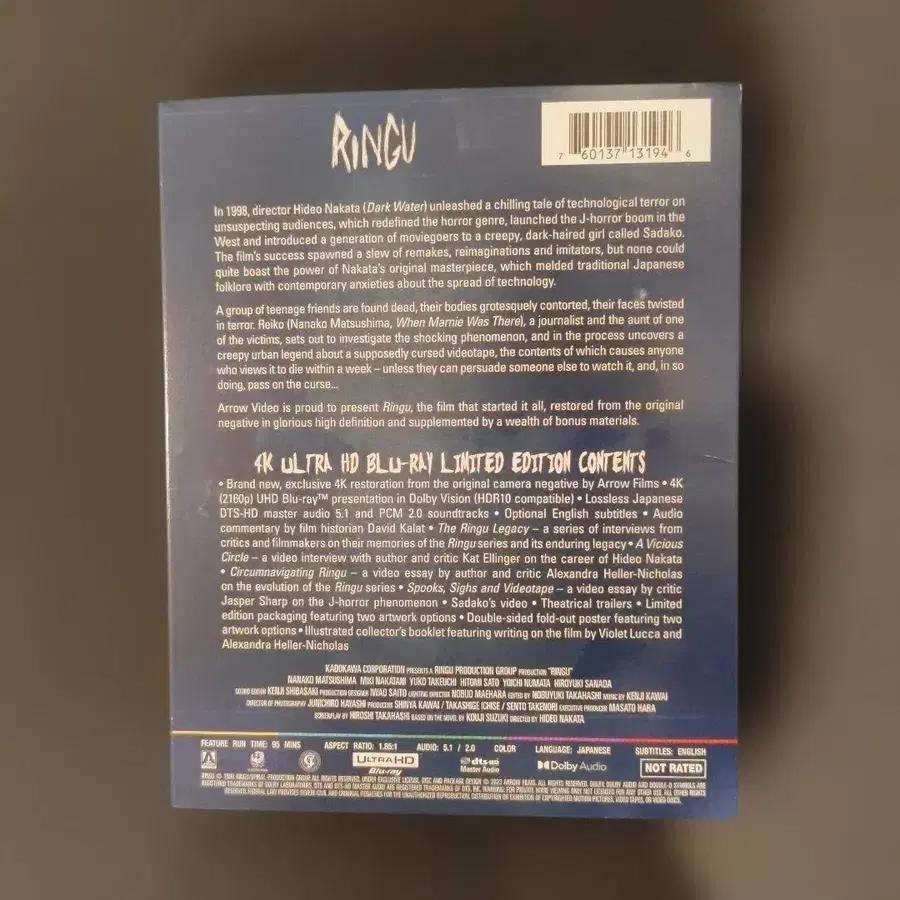 RINGU
7 60137 13194 6
In 1998, director Hideo Nakata (Dark Water) unleashed a chilling tale of technological terror on
unsuspecting audiences, which redefined the horror genre, launched the J-horror boom in the
West and introduced a generation of moviegoers to a creepy, dark-haired girl called Sadako.
The film's success spawned a slew of remakes, reimaginations and imitators, but none could
quite boast the power of Nakata's original masterpiece, which melded traditional Japanese
folklore with contemporary anxieties about the spread of technology.
A group of teenage friends are found dead, their bodies grotesquely contorted, their faces twisted
in terror. Reiko (Nanako Matsushima, When Marnie Was There), a journalist and the aunt of one
of the victims, sets out to investigate the shocking phenomenon, and in the process uncovers a
creepy urban legend about a supposedly cursed videotape, the contents of which causes anyone
who views it to die within a week – unless they can persuade someone else to watch it, and, in so
doing, pass on the curse...
Arrow Video is proud to present Ringu, the film that started it all, restored from the original
negative in glorious high definition and supplemented by a wealth of bonus materials.
4K ULTRA HD BLU-RAY LIMITED EDITION CONTENTS
• Brand new, exclusive 4K restoration from the original camera negative by Arrow Films • 4K
(2160p) UHD Blu-ray™ presentation in Dolby Vision (HDR10 compatible) • Lossless Japanese
DTS-HD master audio 5.1 and PCM 2.0 soundtracks • Optional English subtitles • Audio
commentary by film historian David Kalat • The Ringu Legacy – a series of interviews from
critics and filmmakers on their memories of the Ringu series and its enduring legacy • A Vicious
Circle – a video interview with author and critic Kat Ellinger on the career of Hideo Nakata
• Circumnavigating Ringu – a video essay by author and critic Alexandra Heller-Nicholas
on the evolution of the Ringu series • Spooks, Sighs and Videotape – a video essay by critic
Jasper Sharp on the J-horror phenomenon • Sadako's video • Theatrical trailers • Limited
edition packaging featuring two artwork options • Double-sided fold-out poster featuring two
artwork options • Illustrated collector's booklet featuring writing on the film by Violet Lucca and
Alexandra Heller-Nicholas
KADOKAWA CORPORATION PRESENTS A RINGU PRODUCTION GROUP PRODUCTION "RINGU"
NANAKO MATSUSHIMA MIKI NAKATANI YUKO TAKEUCHI HITOMI SATO YOICHI NUMATA HIROYUKI SANADA
SOUND EDITOR KENJI SHIBASAKI PRODUCTION DESIGNER IWAO SAITO LIGHTING DIRECTOR NOBUO MAEHARA EDITED BY NOBUYUKI TAKAHASHI MUSIC BY KENJI KAWAI
DIRECTOR OF PHOTOGRAPHY JUNICHIRO HAYASHI PRODUCERS SHINYA KAWAI / TAKASHIGE ICHISE / SENTO TAKENORI EXECUTIVE PRODUCER MASATO HARA
SCREENPLAY BY HIROSHI TAKAHASHI BASED ON THE NOVEL BY KOUJI SUZUKI DIRECTED BY HIDEO NAKATA
FEATURE RUN TIME: 95 MINS ASPECT RATIO: 1.85:1 AUDIO: 5.1 / 2.0 COLOR LANGUAGE: JAPANESE SUBTITLES: ENGLISH
ULTRA HD Blu-ray dts-HD Master Audio Dolby Audio NOT RATED